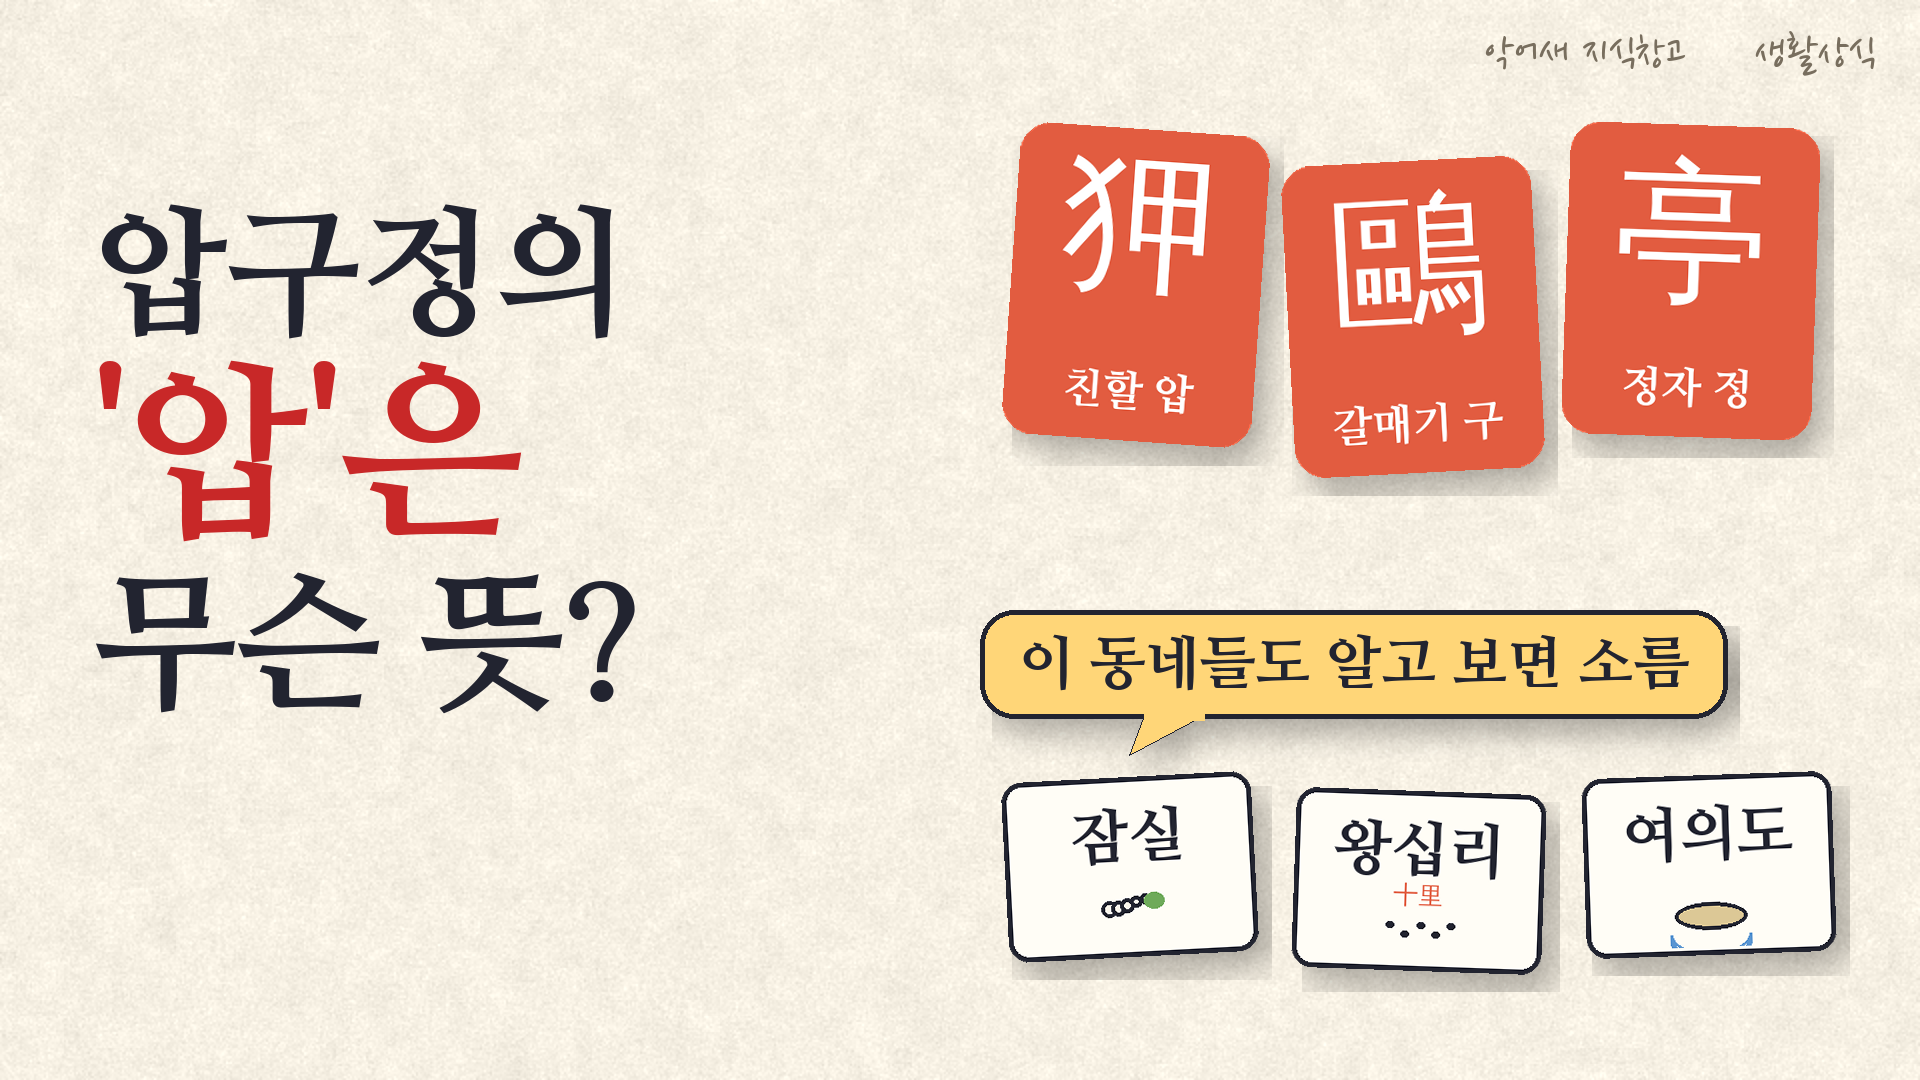 악어새 지식창고 생활상식
압구정의
'압'은
무슨 뜻?
狎
친할 압
鷗
갈매기 구
亭
정자 정
이 동네들도 알고 보면 소름
잠실
왕십리
十里
여의도